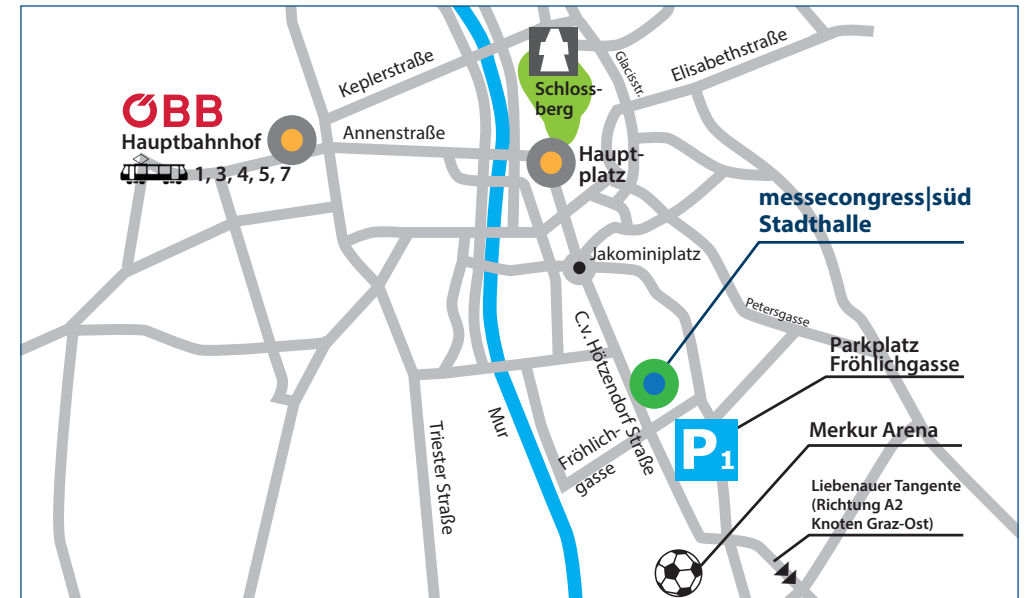 Keplerstraße
Glacisstr.
Elisabethstraße
Schloss-
berg
ÖBB
Hauptbahnhof
1, 3, 4, 5, 7
Annenstraße
Haupt-
platz
messecongress|süd
Stadthalle
Jakominiplatz
Petersgasse
C.v. Hötzendorf Straße
Parkplatz
Fröhlichgasse
Mur
Triester Straße
Fröhlich-
gasse
P1
Merkur Arena
Liebenauer Tangente
(Richtung A2
Knoten Graz-Ost)